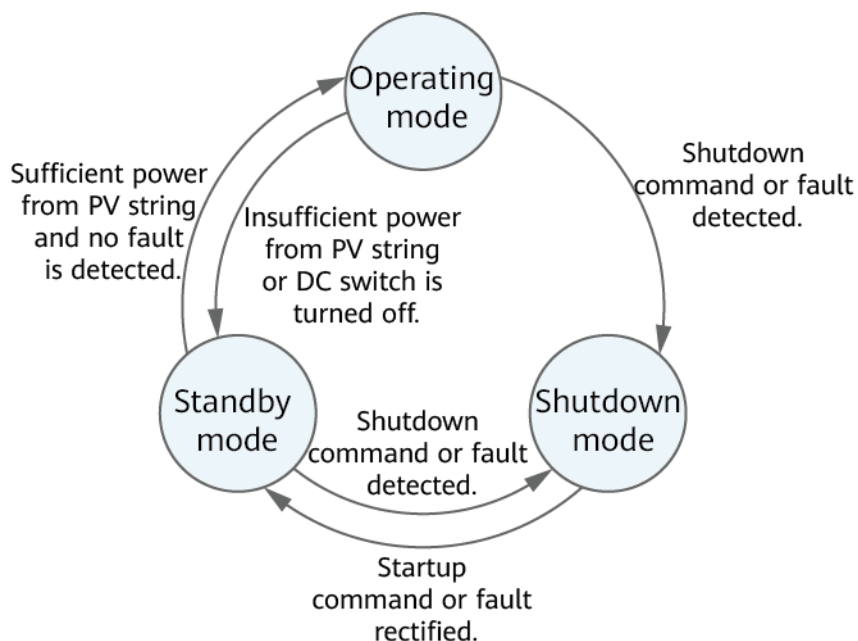 Operating
mode
Shutdown
command or fault
detected.
Sufficient power
from PV string
and no fault
is detected.
Insufficient power
from PV string
or DC switch is
turned off.
Standby
mode
Shutdown
command or fault
detected.
Shutdown
mode
Startup
command or fault
rectified.